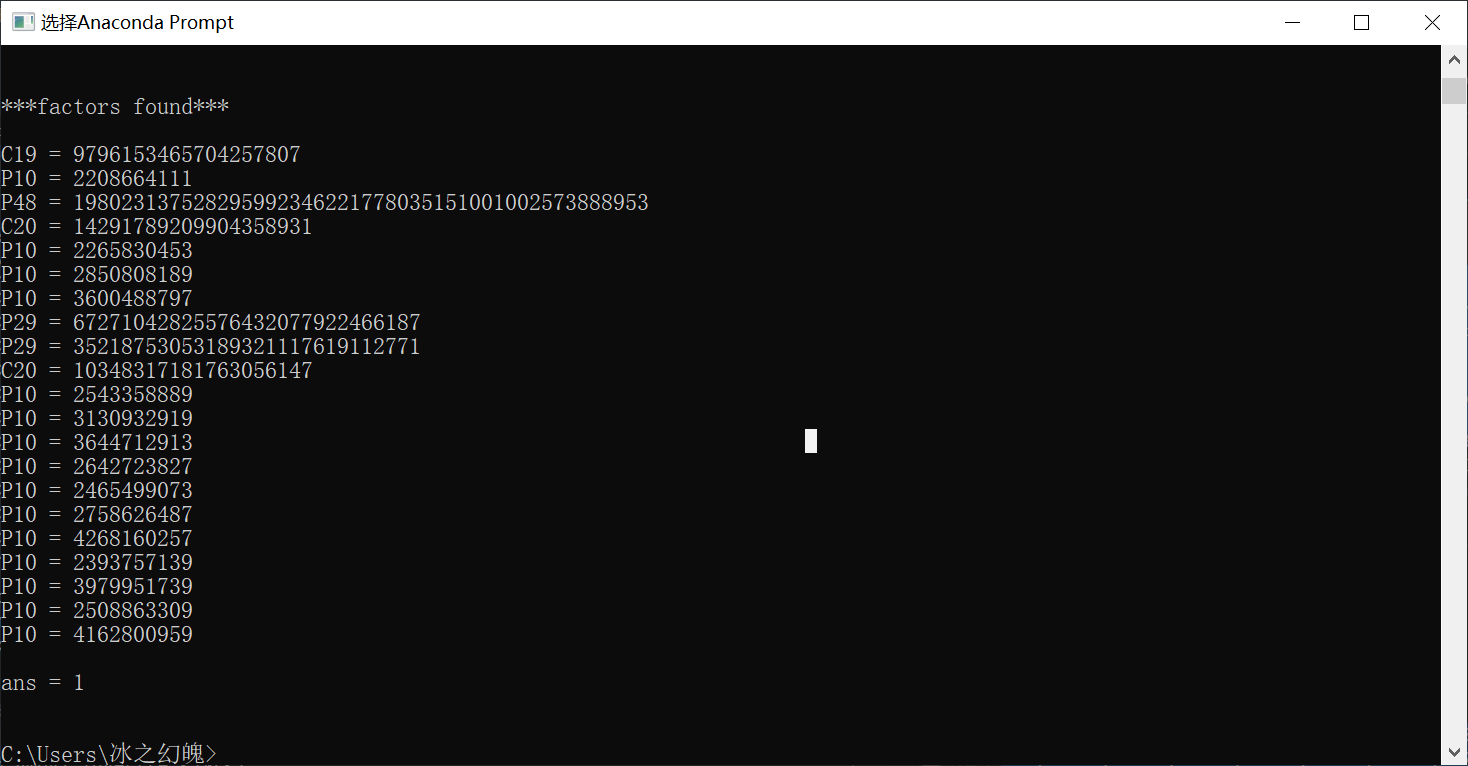 选择Anaconda Prompt
***factors found***
C19 = 9796153465704257807
P10 = 2208664111
P48 = 198023137528295992346221778035151001002573888953
C20 = 14291789209904358931
P10 = 2265830453
P10 = 2850808189
P10 = 3600488797
P29 = 67271042825576432077922466187
P29 = 35218753053189321117619112771
C20 = 10348317181763056147
P10 = 2543358889
P10 = 3130932919
P10 = 3644712913
P10 = 2642723827
P10 = 2465499073
P10 = 2758626487
P10 = 4268160257
P10 = 2393757139
P10 = 3979951739
P10 = 2508863309
P10 = 4162800959
ans = 1
C:\Users\冰之幻魄>